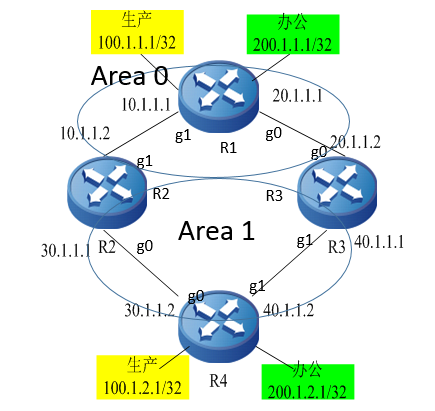 生产
100.1.1.1/32
办公
200.1.1.1/32
Area 0
10.1.1.1
20.1.1.1
g1
g0
R1
10.1.1.2
20.1.1.2
g1
g0
R2
R3
R2
Area 1
R3
30.1.1.1
g0
g1
40.1.1.1
g0
g1
30.1.1.2
40.1.1.2
生产
100.1.2.1/32
R4
办公
200.1.2.1/32